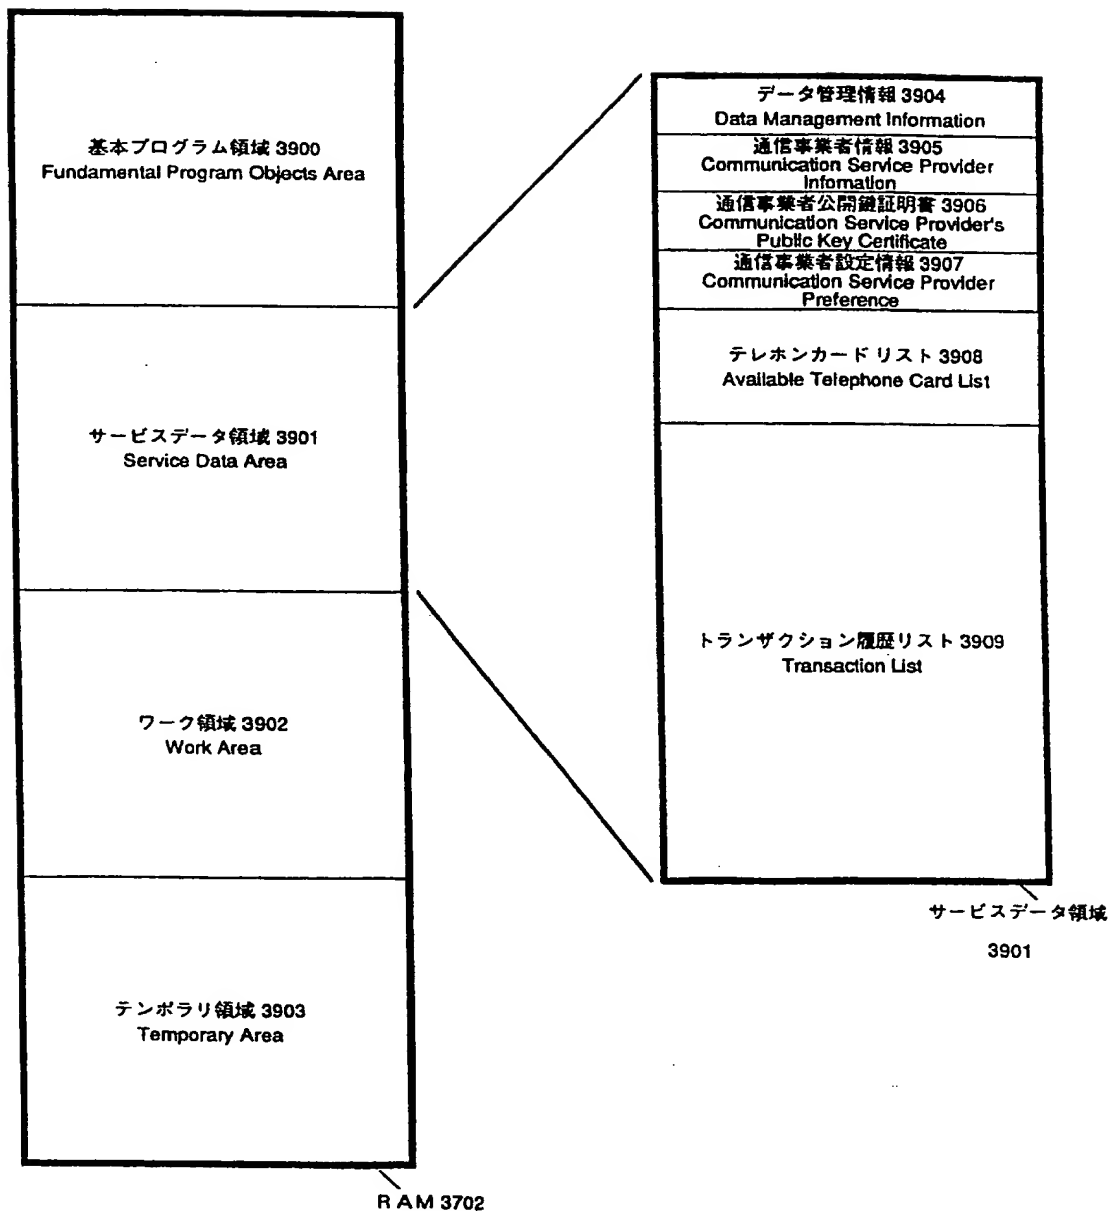 基本プログラム領域 3900
Fundamental Program Objects Area
サービスデータ領域 3901
Service Data Area
ワーク領域 3902
Work Area
テンポラリ領域 3903
Temporary Area
RAM 3702
データ管理情報 3904
Data Management Information
通信事業者情報 3905
Communication Service Provider
Infomation
通信事業者公開鍵証明書 3906
Communication Service Provider's
Public Key Certificate
通信事業者設定情報 3907
Communication Service Provider
Preference
テレホンカード リスト 3908
Available Telephone Card List
トランザクション履歴リスト 3909
Transaction List
サービスデータ領域
3901